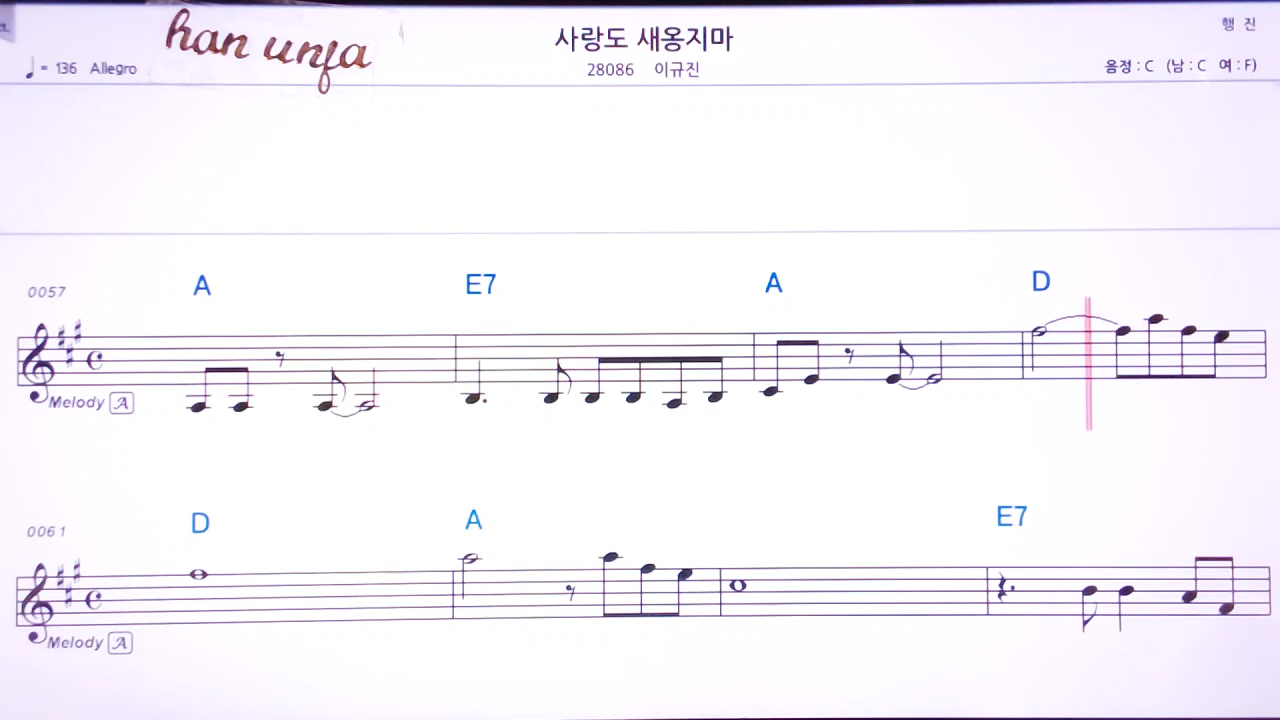 han unfa
사랑도 새옹지마
행 진
♩= 136 Allegro
28086 이규진
음정 : C (남 : C 여 : F)
0057
A E7 A D
Melody A
0061
D A E7
Melody A